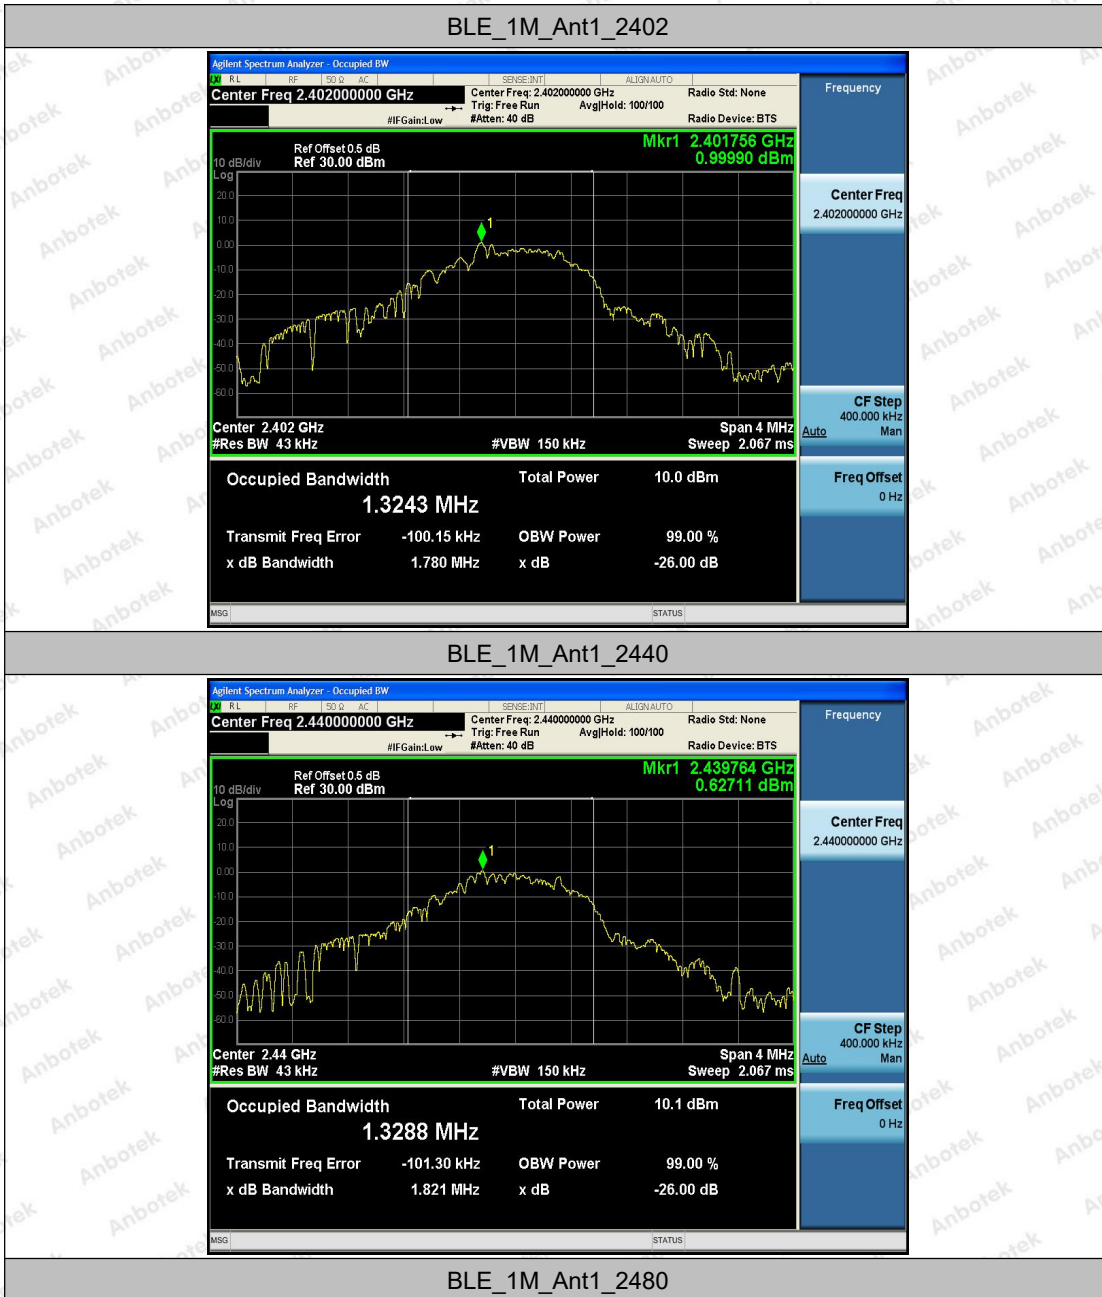 BLE_1M_Ant1_2402
Agilent Spectrum Analyzer - Occupied BW
LXI RL RF 50 Ω AC SENSE:INT ALIGNAUTO
Center Freq 2.402000000 GHz
Center Freq: 2.402000000 GHz Radio Std: None
Trig: Free Run Avg|Hold: 100/100
#IFGain:Low #Atten: 40 dB Radio Device: BTS
Frequency
Mkr1 2.401756 GHz
0.99990 dBm
Ref Offset 0.5 dB
10 dB/div Ref 30.00 dBm
Log
20.0
10.0
0.00
-10.0
-20.0
-30.0
-40.0
-50.0
-60.0
1
Center Freq
2.402000000 GHz
Center 2.402 GHz Span 4 MHz
#Res BW 43 kHz #VBW 150 kHz Sweep 2.067 ms
CF Step
400.000 kHz
Auto Man
Occupied Bandwidth Total Power 10.0 dBm
1.3243 MHz
Transmit Freq Error -100.15 kHz OBW Power 99.00 %
x dB Bandwidth 1.780 MHz x dB -26.00 dB
Freq Offset
0 Hz
MSG STATUS
BLE_1M_Ant1_2440
Agilent Spectrum Analyzer - Occupied BW
LXI RL RF 50 Ω AC SENSE:INT ALIGNAUTO
Center Freq 2.440000000 GHz
Center Freq: 2.440000000 GHz Radio Std: None
Trig: Free Run Avg|Hold: 100/100
#IFGain:Low #Atten: 40 dB Radio Device: BTS
Frequency
Mkr1 2.439764 GHz
0.62711 dBm
Ref Offset 0.5 dB
10 dB/div Ref 30.00 dBm
Log
20.0
10.0
0.00
-10.0
-20.0
-30.0
-40.0
-50.0
-60.0
1
Center Freq
2.440000000 GHz
Center 2.44 GHz Span 4 MHz
#Res BW 43 kHz #VBW 150 kHz Sweep 2.067 ms
CF Step
400.000 kHz
Auto Man
Occupied Bandwidth Total Power 10.1 dBm
1.3288 MHz
Transmit Freq Error -101.30 kHz OBW Power 99.00 %
x dB Bandwidth 1.821 MHz x dB -26.00 dB
Freq Offset
0 Hz
MSG STATUS
BLE_1M_Ant1_2480
Anbotek